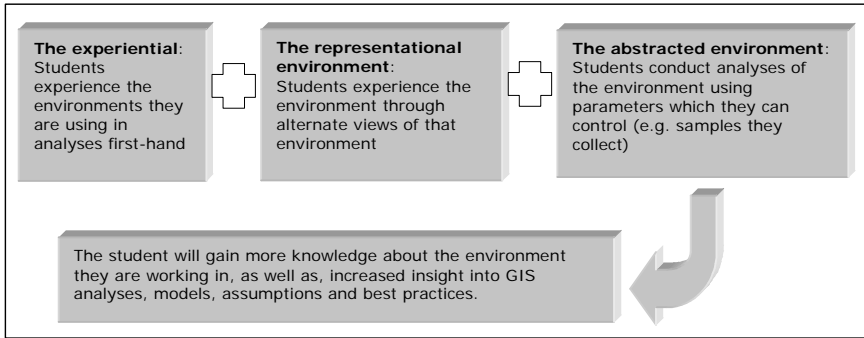 The experiential:
Students
experience the
environments they
are using in
analyses first-hand
The representational
environment:
Students experience the
environment through
alternate views of that
environment
The abstracted environment:
Students conduct analyses of
the environment using
parameters which they can
control (e.g. samples they
collect)
The student will gain more knowledge about the environment
they are working in, as well as, increased insight into GIS
analyses, models, assumptions and best practices.